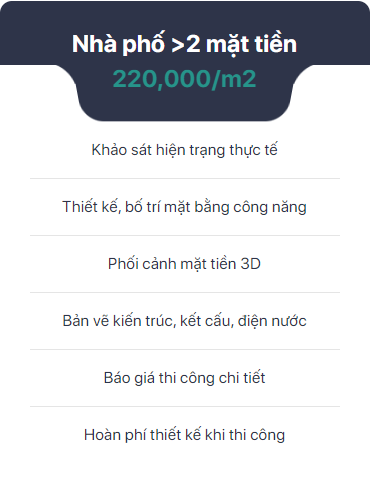 Nhà phố >2 mặt tiền
220,000/m2
Khảo sát hiện trạng thực tế
Thiết kế, bố trí mặt bằng công năng
Phối cảnh mặt tiền 3D
Bản vẽ kiến trúc, kết cấu, điện nước
Báo giá thi công chi tiết
Hoàn phí thiết kế khi thi công